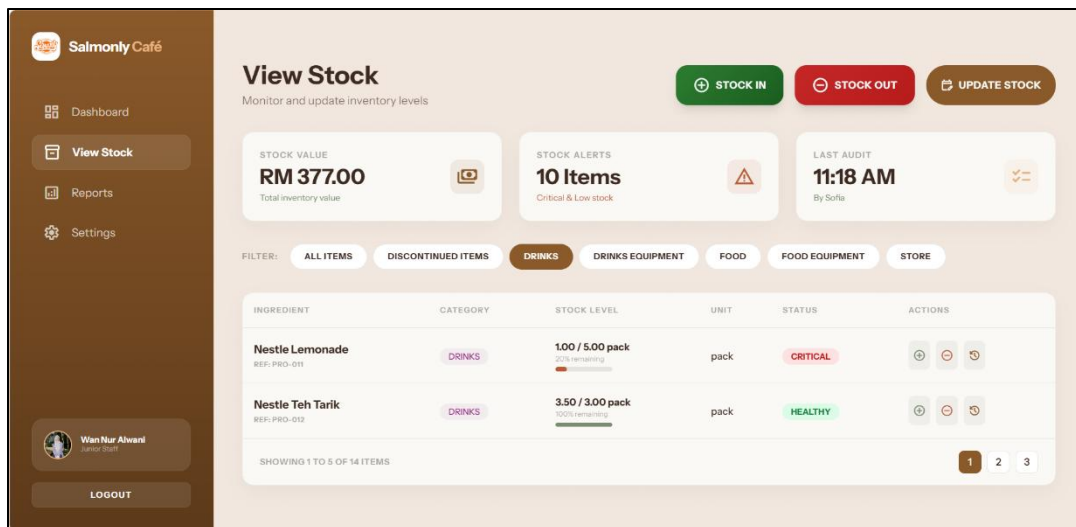 Salmonly Café
Dashboard
View Stock
Reports
Settings
Wan Nur Alwani
Junior Staff
LOGOUT
View Stock
Monitor and update inventory levels
STOCK IN
STOCK OUT
UPDATE STOCK
STOCK VALUE
RM 377.00
Total inventory value
STOCK ALERTS
10 Items
Critical & Low stock
LAST AUDIT
11:18 AM
By Sofia
FILTER: ALL ITEMS DISCONTINUED ITEMS DRINKS DRINKS EQUIPMENT FOOD FOOD EQUIPMENT STORE
INGREDIENT CATEGORY STOCK LEVEL UNIT STATUS ACTIONS
Nestle Lemonade
REF: PRO-011
DRINKS
1.00 / 5.00 pack
20% remaining
pack
CRITICAL
Nestle Teh Tarik
REF: PRO-012
DRINKS
3.50 / 3.00 pack
100% remaining
pack
HEALTHY
SHOWING 1 TO 5 OF 14 ITEMS
1 2 3